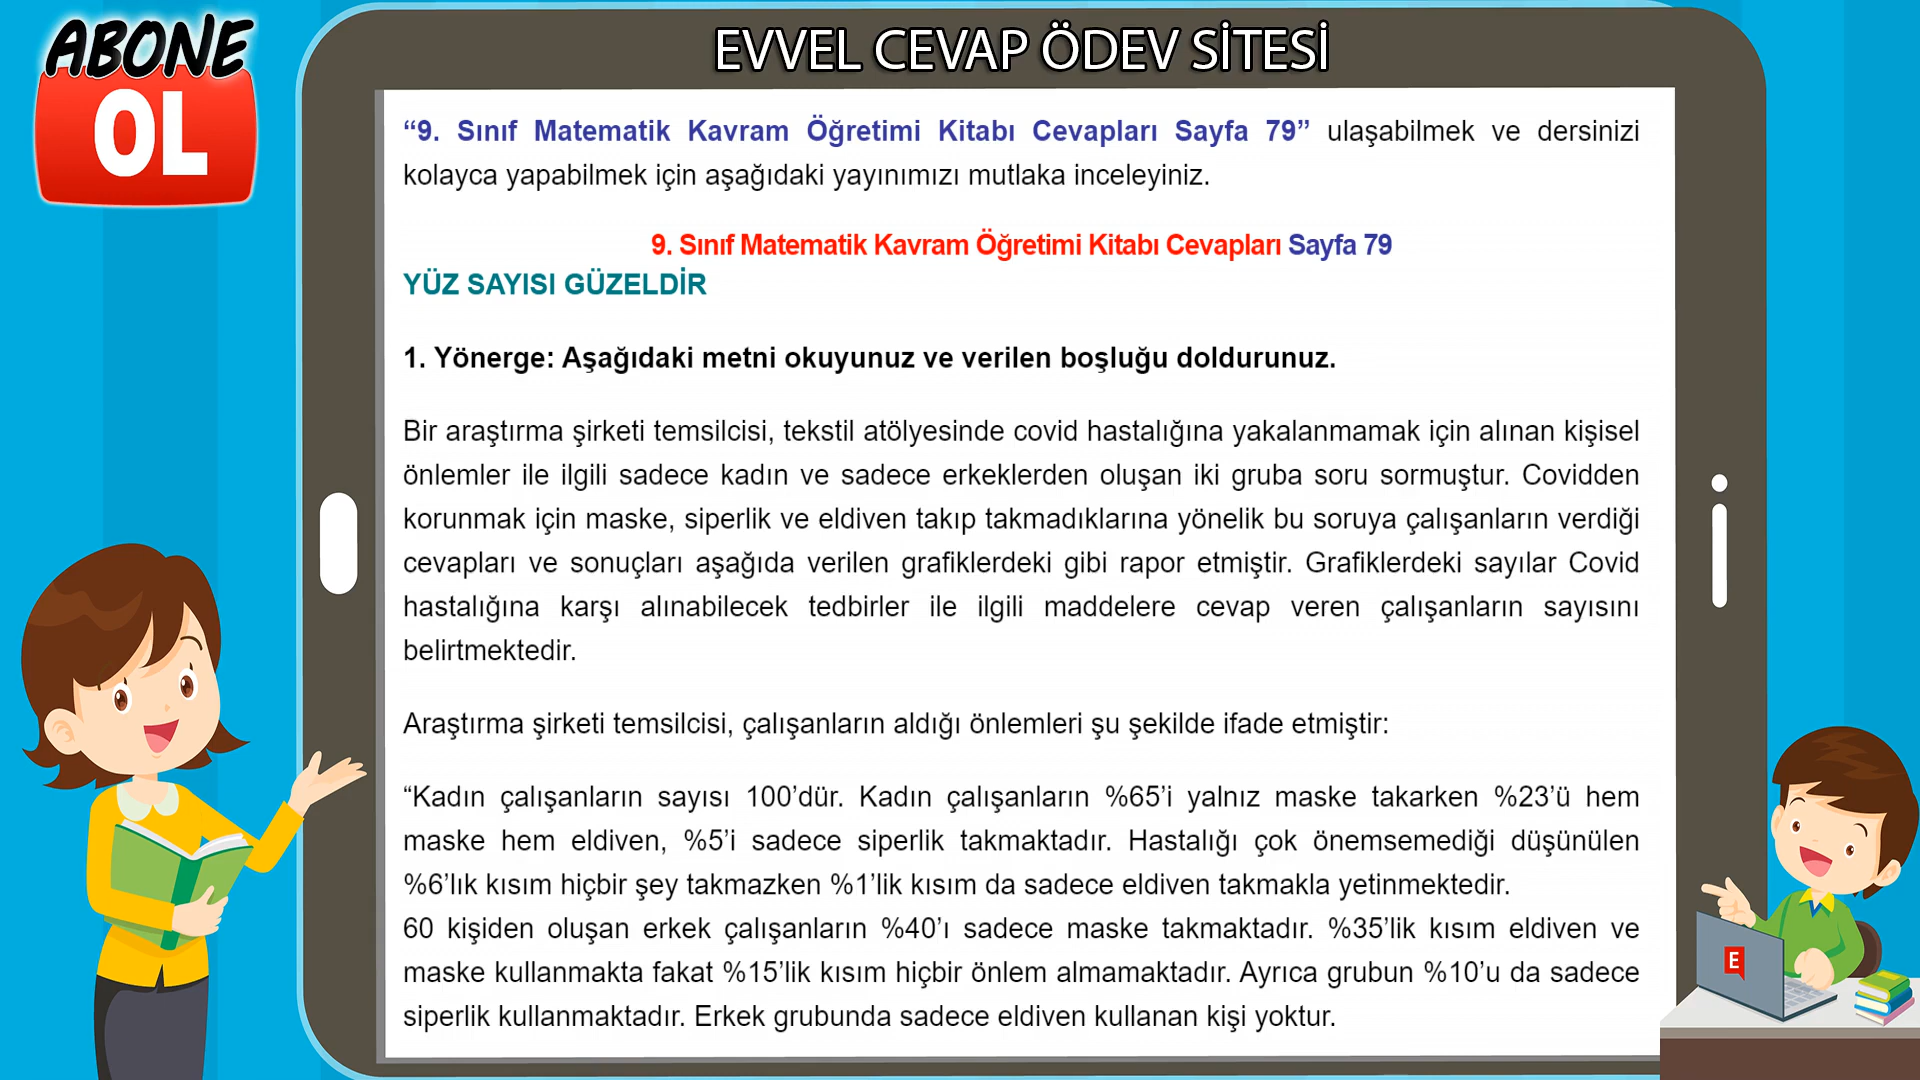 ABONE
OL
EVVEL CEVAP ÖDEV SİTESİ
“9. Sınıf Matematik Kavram Öğretimi Kitabı Cevapları Sayfa 79” ulaşabilmek ve dersinizi
kolayca yapabilmek için aşağıdaki yayınımızı mutlaka inceleyiniz.
9. Sınıf Matematik Kavram Öğretimi Kitabı Cevapları Sayfa 79
YÜZ SAYISI GÜZELDİR
1. Yönerge: Aşağıdaki metni okuyunuz ve verilen boşluğu doldurunuz.
Bir araştırma şirketi temsilcisi, tekstil atölyesinde covid hastalığına yakalanmamak için alınan kişisel
önlemler ile ilgili sadece kadın ve sadece erkeklerden oluşan iki gruba soru sormuştur. Covidden
korunmak için maske, siperlik ve eldiven takıp takmadıklarına yönelik bu soruya çalışanların verdiği
cevapları ve sonuçları aşağıda verilen grafiklerdeki gibi rapor etmiştir. Grafiklerdeki sayılar Covid
hastalığına karşı alınabilecek tedbirler ile ilgili maddelere cevap veren çalışanların sayısını
belirtmektedir.
Araştırma şirketi temsilcisi, çalışanların aldığı önlemleri şu şekilde ifade etmiştir:
“Kadın çalışanların sayısı 100’dür. Kadın çalışanların %65’i yalnız maske takarken %23’ü hem
maske hem eldiven, %5’i sadece siperlik takmaktadır. Hastalığı çok önemsemediği düşünülen
%6’lık kısım hiçbir şey takmazken %1’lik kısım da sadece eldiven takmakla yetinmektedir.
60 kişiden oluşan erkek çalışanların %40’ı sadece maske takmaktadır. %35’lik kısım eldiven ve
maske kullanmakta fakat %15’lik kısım hiçbir önlem almamaktadır. Ayrıca grubun %10’u da sadece
siperlik kullanmaktadır. Erkek grubunda sadece eldiven kullanan kişi yoktur.
E